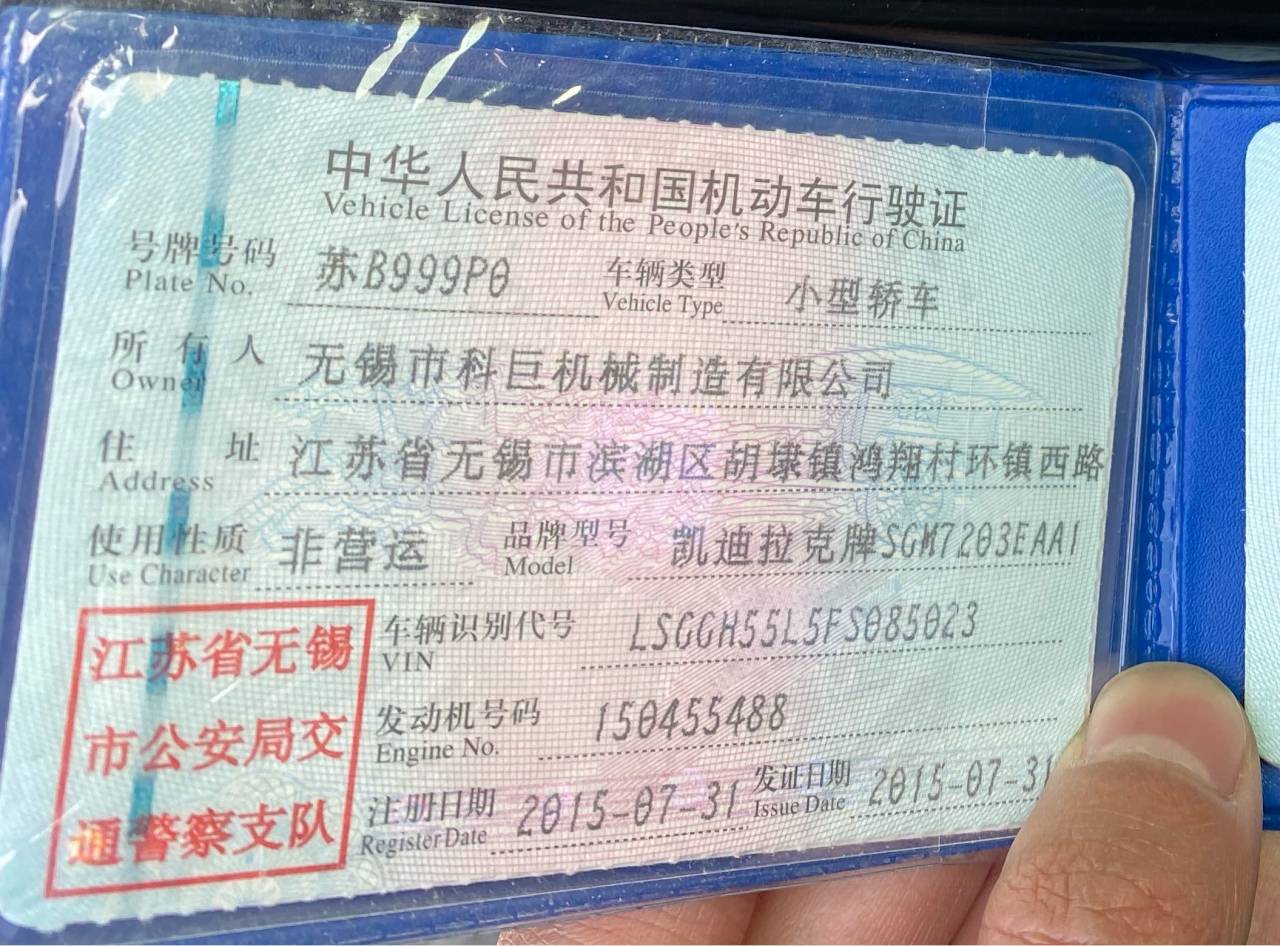 中华人民共和国机动车行驶证
Vehicle License of the People's Republic of China
号牌号码 苏B999P0 车辆类型 小型轿车
Plate No. Vehicle Type
所有人 无锡市科巨机械制造有限公司
Owner
住址 江苏省无锡市滨湖区胡埭镇鸿翔村环镇西路
Address
使用性质 非营运 品牌型号 凯迪拉克牌SGM7203EAA1
Use Character Model
车辆识别代号 LSGGH55L5FS085023
VIN
发动机号码 150455488
Engine No.
注册日期 2015-07-31 发证日期 2015-07-31
Register Date Issue Date
江苏省无锡
市公安局交
通警察支队